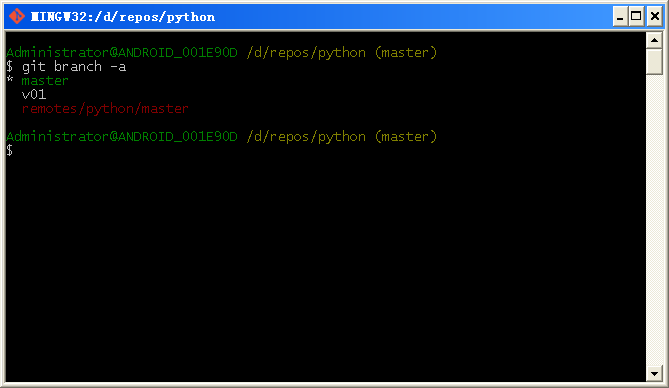 MINGW32:/d/repos/python
Administrator@ANDROID_001E90D /d/repos/python (master)
$ git branch -a
* master
  v01
  remotes/python/master
Administrator@ANDROID_001E90D /d/repos/python (master)
$